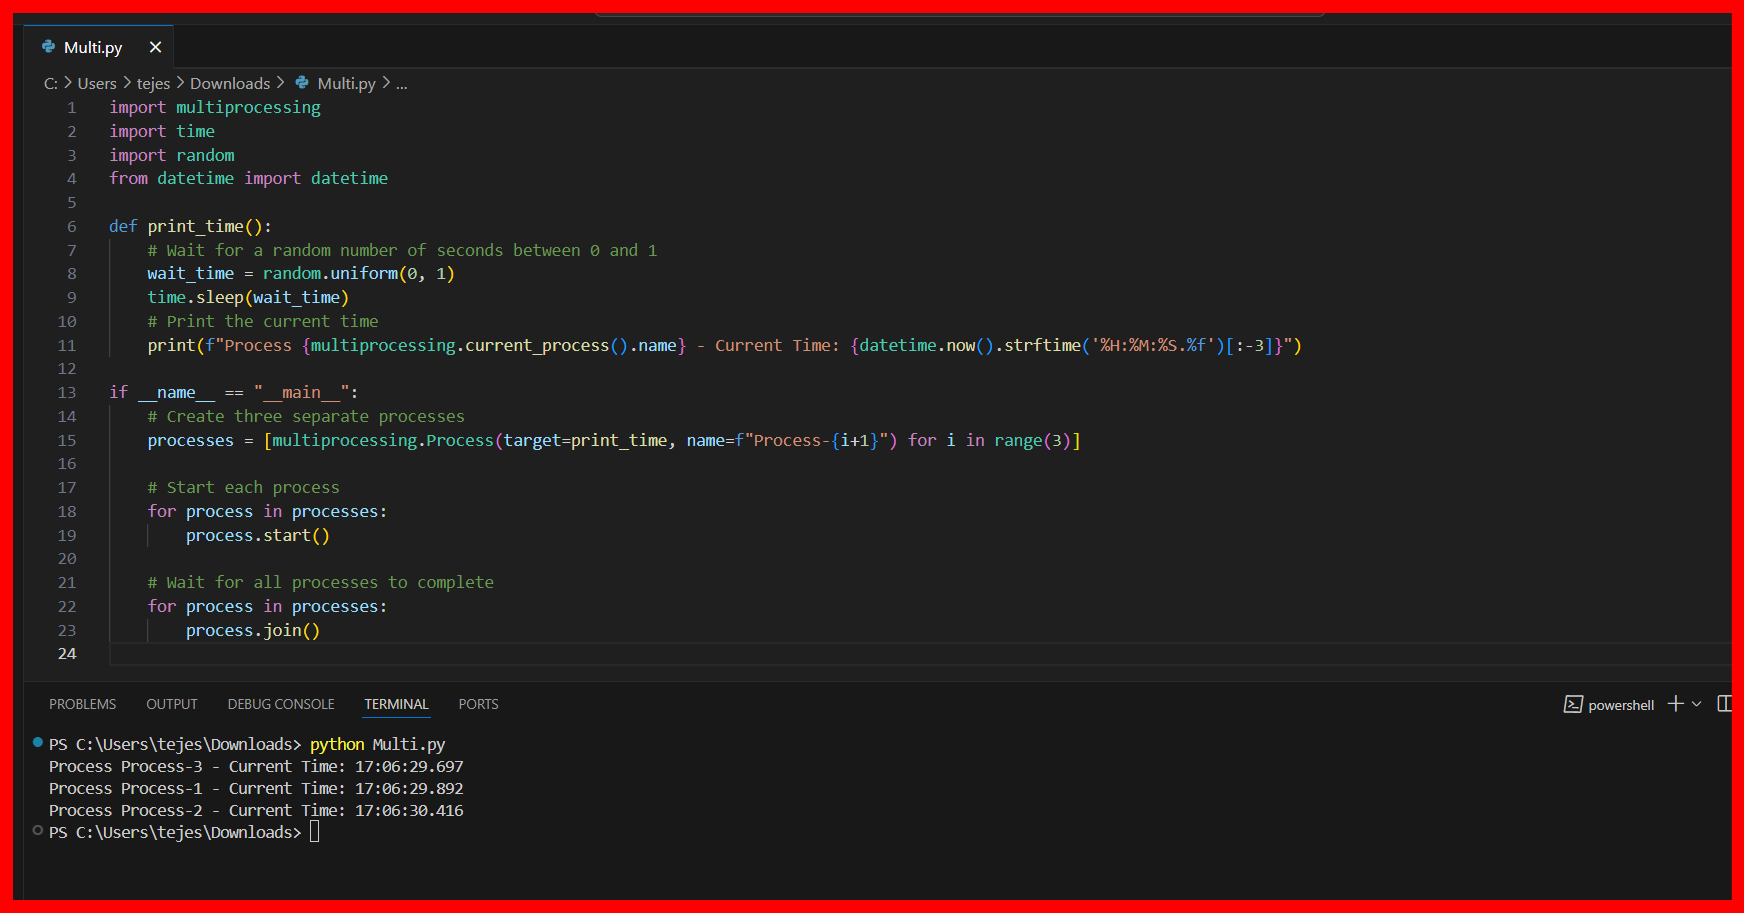 Multi.py ×
C: > Users > tejes > Downloads > Multi.py > ...
1 import multiprocessing
2 import time
3 import random
4 from datetime import datetime
5
6 def print_time():
7     # Wait for a random number of seconds between 0 and 1
8     wait_time = random.uniform(0, 1)
9     time.sleep(wait_time)
10     # Print the current time
11     print(f"Process {multiprocessing.current_process().name} - Current Time: {datetime.now().strftime('%H:%M:%S.%f')[:-3]}")
12
13 if __name__ == "__main__":
14     # Create three separate processes
15     processes = [multiprocessing.Process(target=print_time, name=f"Process-{i+1}") for i in range(3)]
16
17     # Start each process
18     for process in processes:
19         process.start()
20
21     # Wait for all processes to complete
22     for process in processes:
23         process.join()
24
PROBLEMS OUTPUT DEBUG CONSOLE TERMINAL PORTS powershell
PS C:\Users\tejes\Downloads> python Multi.py
Process Process-3 - Current Time: 17:06:29.697
Process Process-1 - Current Time: 17:06:29.892
Process Process-2 - Current Time: 17:06:30.416
PS C:\Users\tejes\Downloads>